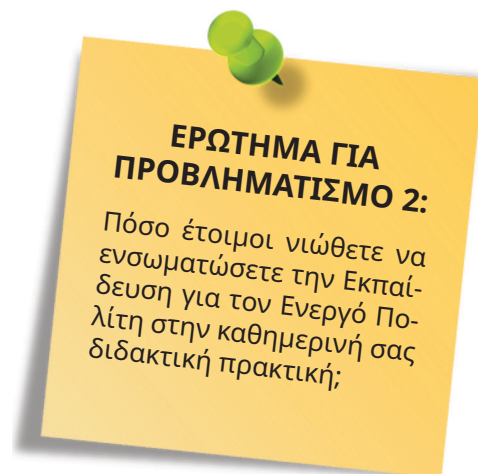 ΕΡΩΤΗΜΑ ΓΙΑ
ΠΡΟΒΛΗΜΑΤΙΣΜΟ 2:
Πόσο έτοιμοι νιώθετε να
ενσωματώσετε την Εκπαί-
δευση για τον Ενεργό Πο-
λίτη στην καθημερινή σας
διδακτική πρακτική;